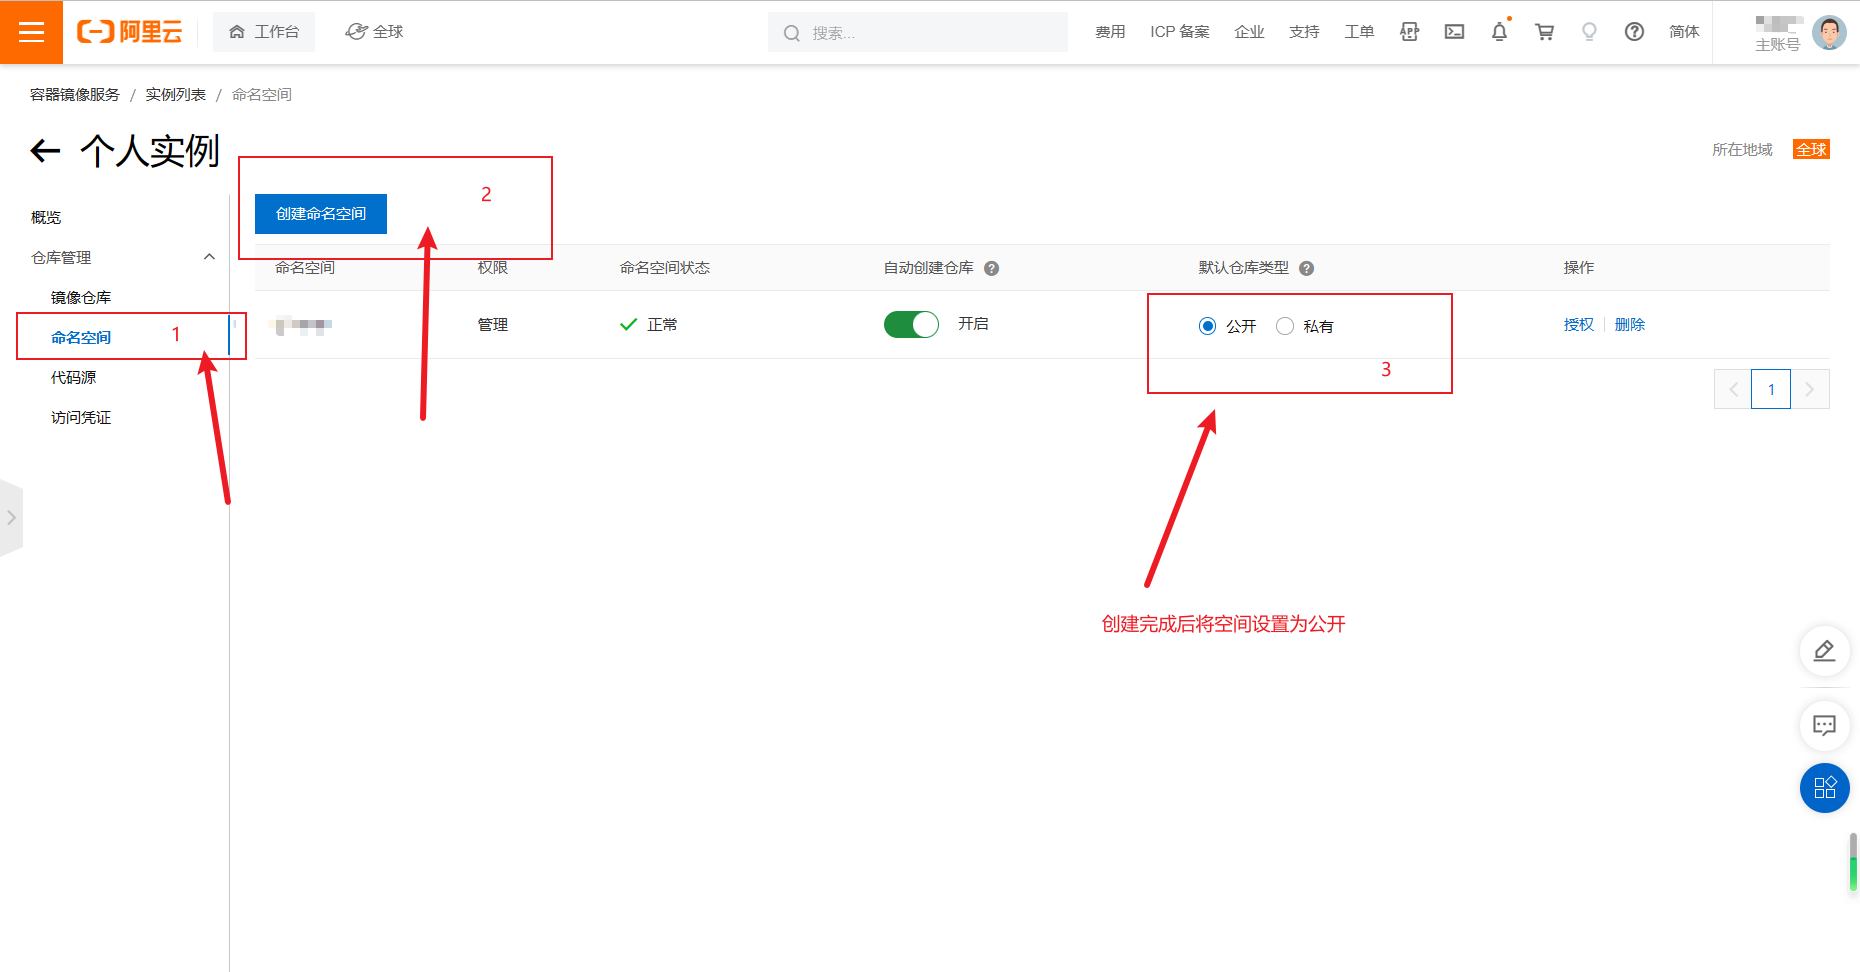 阿里云 工作台 全球 搜索... 费用 ICP 备案 企业 支持 工单 APP 简体 主账号
容器镜像服务 / 实例列表 / 命名空间
个人实例 所在地域 全球
2
创建命名空间
概览
仓库管理
镜像仓库
命名空间 1
代码源
访问凭证
命名空间 权限 命名空间状态 自动创建仓库 默认仓库类型 操作
管理 正常 开启 公开 私有 授权 删除
3
1
创建完成后将空间设置为公开